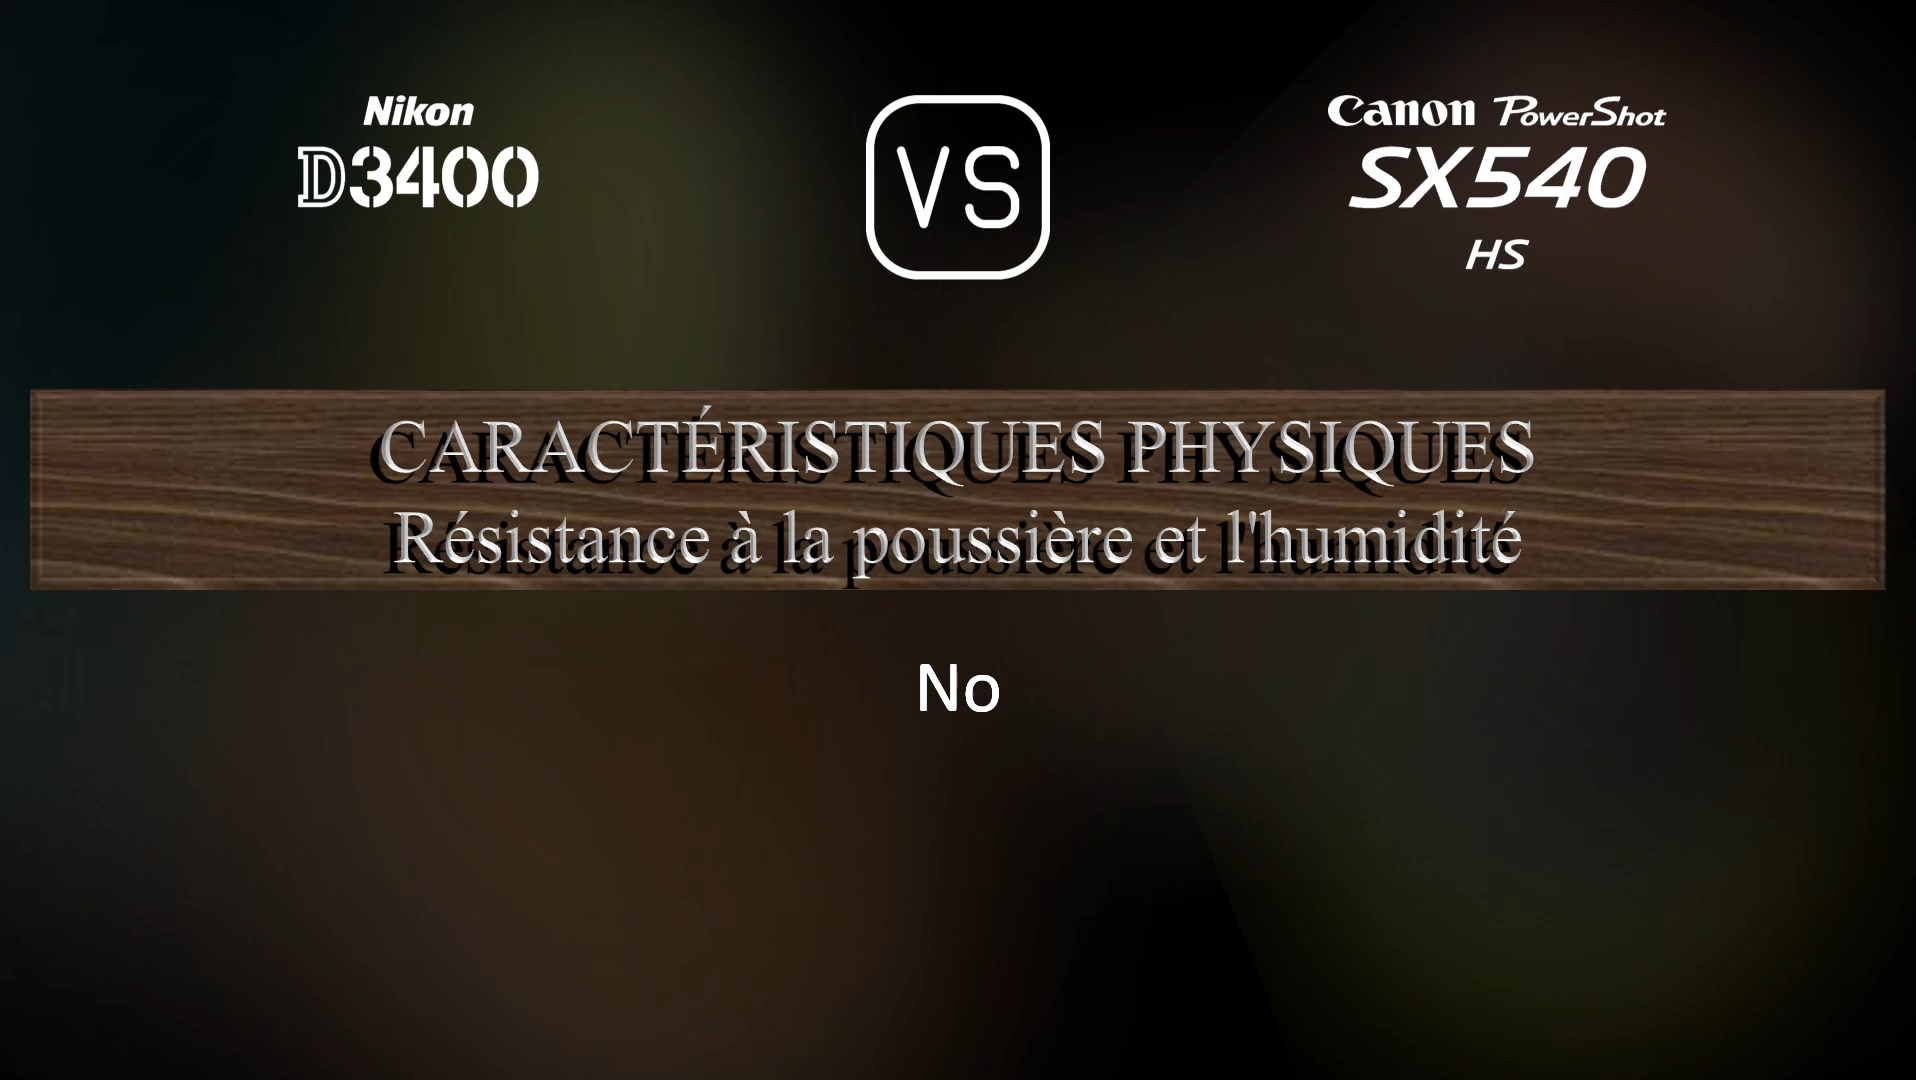 Nikon
D3400
VS
Canon PowerShot
SX540
HS
CARACTÉRISTIQUES PHYSIQUES
Résistance à la poussière et l'humidité
No